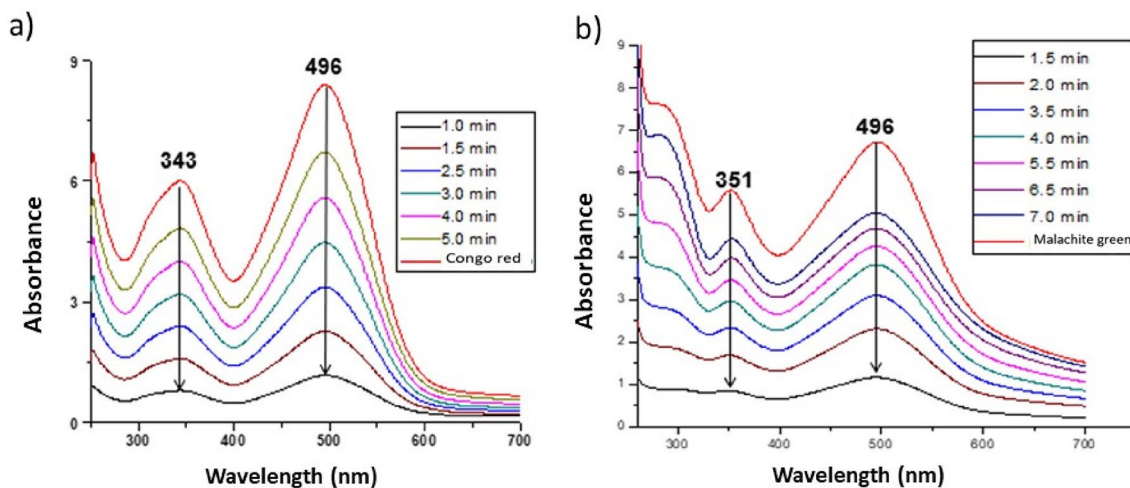 a)
Absorbance
9
6
3
0
343
496
1.0 min
1.5 min
2.5 min
3.0 min
4.0 min
5.0 min
Congo red
300
400
500
600
700
Wavelength (nm)
b)
Absorbance
9
8
7
6
5
4
3
2
1
0
351
496
1.5 min
2.0 min
3.5 min
4.0 min
5.5 min
6.5 min
7.0 min
Malachite green
300
400
500
600
700
Wavelength (nm)